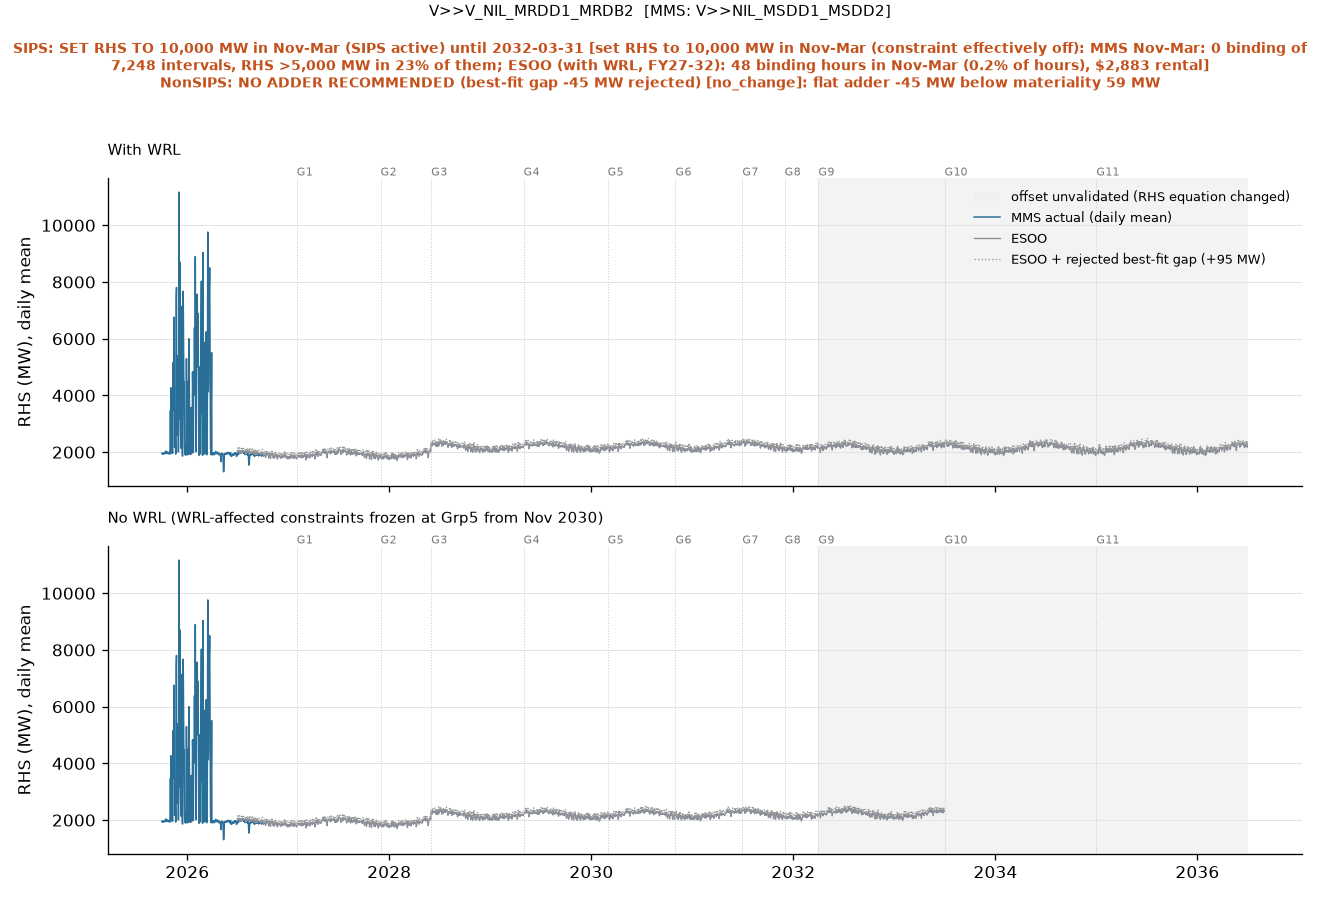 V>>V_NIL_MRDD1_MRDB2  [MMS: V>>NIL_MSDD1_MSDD2]
SIPS: SET RHS TO 10,000 MW in Nov-Mar (SIPS active) until 2032-03-31 [set RHS to 10,000 MW in Nov-Mar (constraint effectively off): MMS Nov-Mar: 0 binding of
7,248 intervals, RHS >5,000 MW in 23% of them; ESOO (with WRL, FY27-32): 48 binding hours in Nov-Mar (0.2% of hours), $2,883 rental]
NonSIPS: NO ADDER RECOMMENDED (best-fit gap -45 MW rejected) [no_change]: flat adder -45 MW below materiality 59 MW
With WRL
G1 G2 G3 G4 G5 G6 G7 G8 G9 G10 G11
offset unvalidated (RHS equation changed)
MMS actual (daily mean)
ESOO
ESOO + rejected best-fit gap (+95 MW)
RHS (MW), daily mean
10000
8000
6000
4000
2000
No WRL (WRL-affected constraints frozen at Grp5 from Nov 2030)
G1 G2 G3 G4 G5 G6 G7 G8 G9 G10 G11
RHS (MW), daily mean
10000
8000
6000
4000
2000
2026 2028 2030 2032 2034 2036